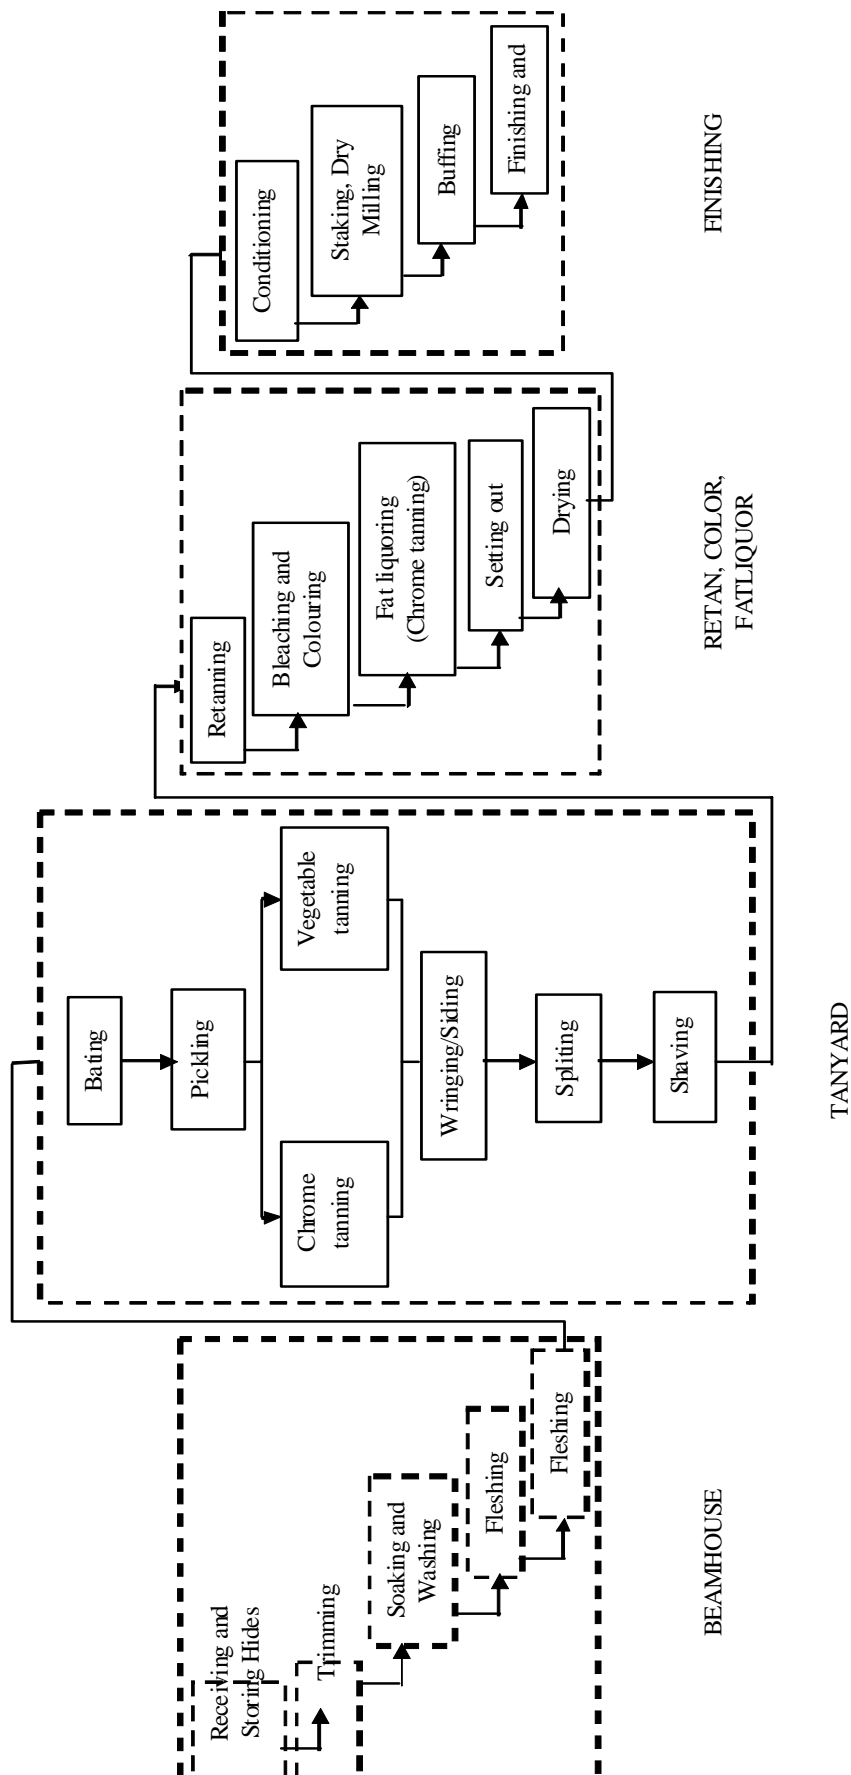 Receiving and
Storing Hides
Trimming
Soaking and
Washing
Fleshing
Fleshing
BEAMHOUSE
Bating
Pickling
Chrome
tanning
Vegetable
tanning
Wringing/Siding
Spliting
Shaving
TANYARD
Retanning
Bleaching and
Colouring
Fat liquoring
(Chrome tanning)
Setting out
Drying
RETAN, COLOR,
FATLIQUOR
Conditioning
Staking, Dry
Milling
Buffing
Finishing and
FINISHING